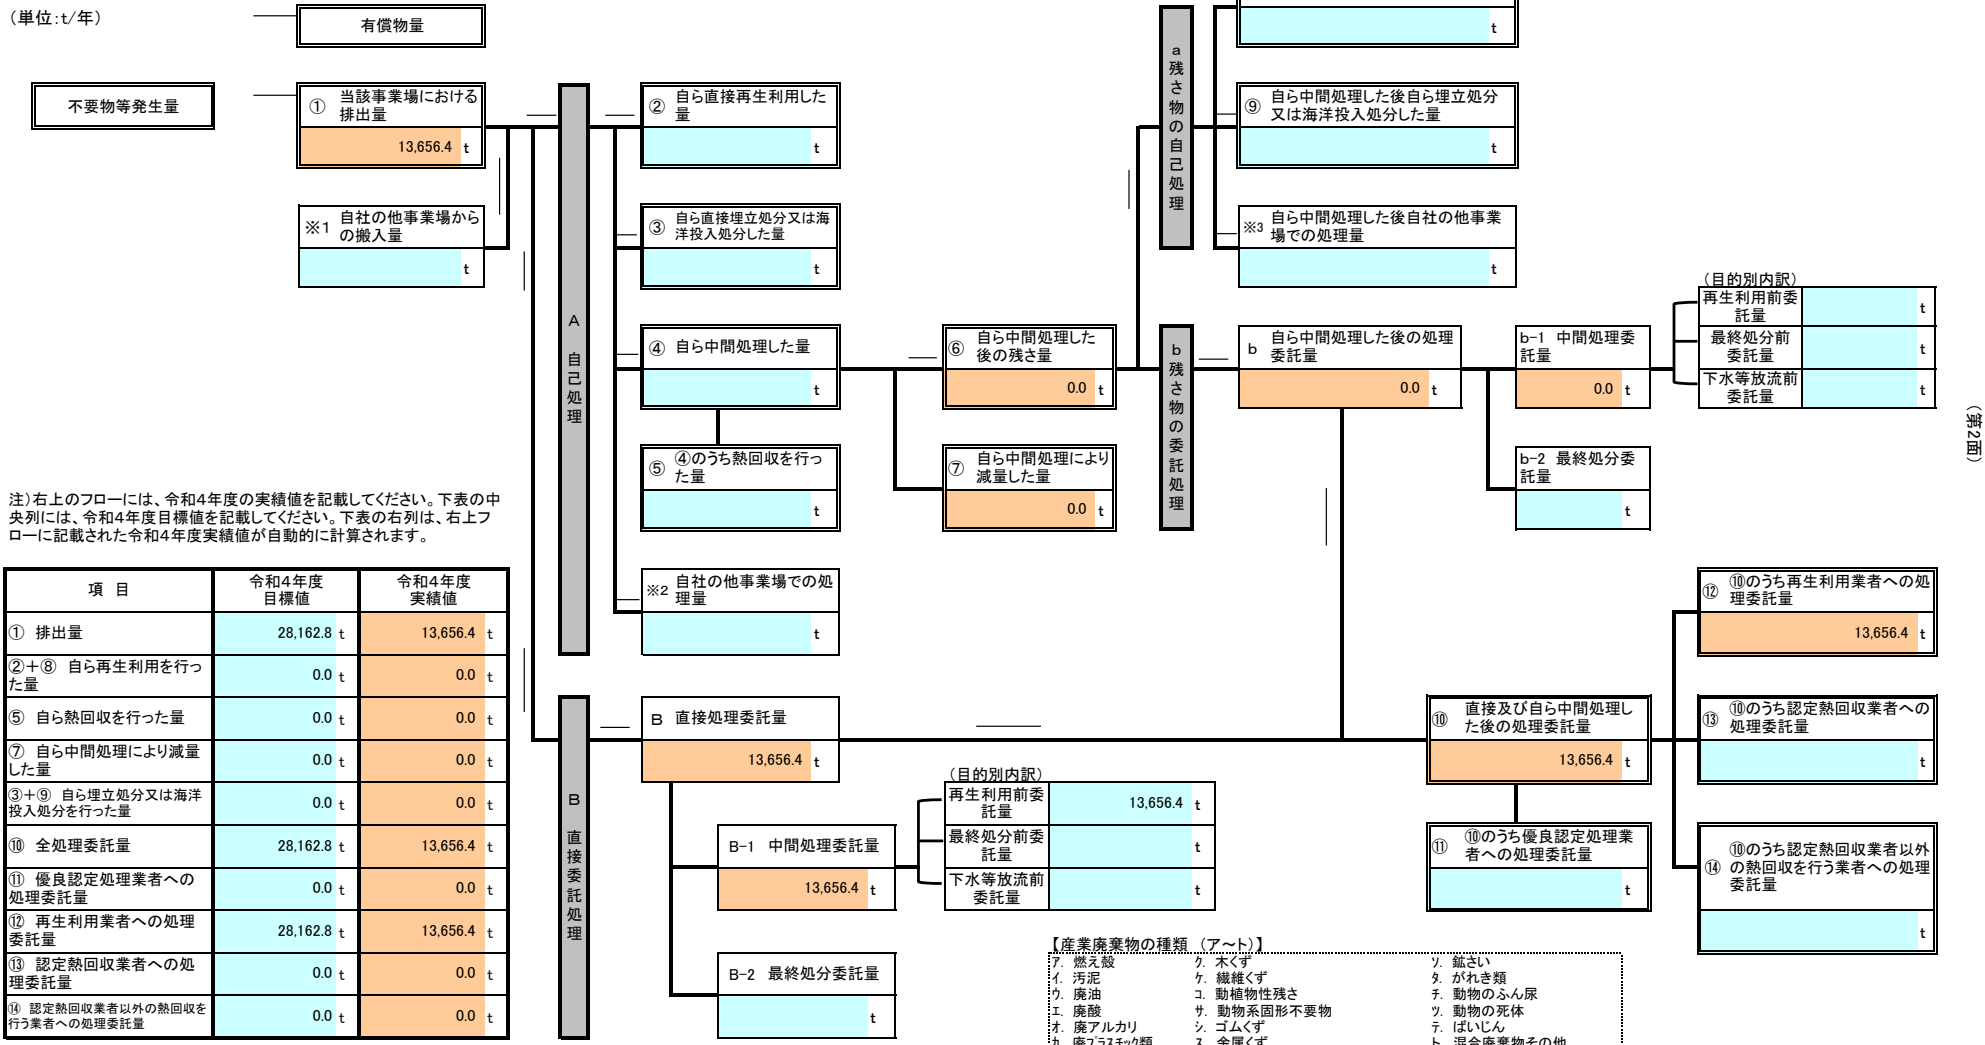 (単位:t/年)
有償物量
t
不要物等発生量
① 当該事業場における
排出量
13,656.4 t
※1 自社の他事業場から
の搬入量
t
A 自己処理
② 自ら直接再生利用した
量
t
③ 自ら直接埋立処分又は海
洋投入処分した量
t
④ 自ら中間処理した量
t
⑤ ④のうち熱回収を行っ
た量
t
※2 自社の他事業場での処
理量
t
⑥ 自ら中間処理した
後の残さ量
0.0 t
⑦ 自ら中間処理により
減量した量
0.0 t
a 残さ物の自己処理
⑨ 自ら中間処理した後自ら埋立処分
又は海洋投入処分した量
t
※3 自ら中間処理した後自社の他事業
場での処理量
t
b 残さ物の委託処理
b 自ら中間処理した後の処理
委託量
0.0 t
b-1 中間処理委
託量
0.0 t
b-2 最終処分委
託量
t
(目的別内訳)
再生利用前委
託量
t
最終処分前
委託量
t
下水等放流前
委託量
t
(第2面)
注)右上のフローには、令和4年度の実績値を記載してください。下表の中
央列には、令和4年度目標値を記載してください。下表の右列は、右上フ
ローに記載された令和4年度実績値が自動的に計算されます。
項 目 令和4年度
目標値 令和4年度
実績値
① 排出量 28,162.8 t 13,656.4 t
②+⑧ 自ら再生利用を行っ
た量 0.0 t 0.0 t
⑤ 自ら熱回収を行った量 0.0 t 0.0 t
⑦ 自ら中間処理により減量
した量 0.0 t 0.0 t
③+⑨ 自ら埋立処分又は海洋
投入処分を行った量 0.0 t 0.0 t
⑩ 全処理委託量 28,162.8 t 13,656.4 t
⑪ 優良認定処理業者への
処理委託量 0.0 t 0.0 t
⑫ 再生利用業者への処理
委託量 28,162.8 t 13,656.4 t
⑬ 認定熱回収業者への処
理委託量 0.0 t 0.0 t
⑭ 認定熱回収業者以外の熱回収を
行う業者への処理委託量 0.0 t 0.0 t
B 直接委託処理
B 直接処理委託量
13,656.4 t
B-1 中間処理委託量
13,656.4 t
B-2 最終処分委託量
t
(目的別内訳)
再生利用前委
託量
13,656.4 t
最終処分前委
託量
t
下水等放流前
委託量
t
⑩ 直接及び自ら中間処理し
た後の処理委託量
13,656.4 t
⑪ ⑩のうち優良認定処理業
者への処理委託量
t
⑫ ⑩のうち再生利用業者への処
理委託量
13,656.4 t
⑬ ⑩のうち認定熱回収業者への
処理委託量
t
⑭ ⑩のうち認定熱回収業者以外
の熱回収を行う業者への処理
委託量
t
【産業廃棄物の種類 (ア~ト)】
ア. 燃え殻 ク. 木くず ソ. 鉱さい
イ. 汚泥 ケ. 繊維くず タ. がれき類
ウ. 廃油 コ. 動植物性残さ チ. 動物のふん尿
エ. 廃酸 サ. 動物系固形不要物 ツ. 動物の死体
オ. 廃アルカリ シ. ゴムくず テ. ばいじん
カ. 廃プラスチック類 ス. 金属くず ト. 混合廃棄物その他